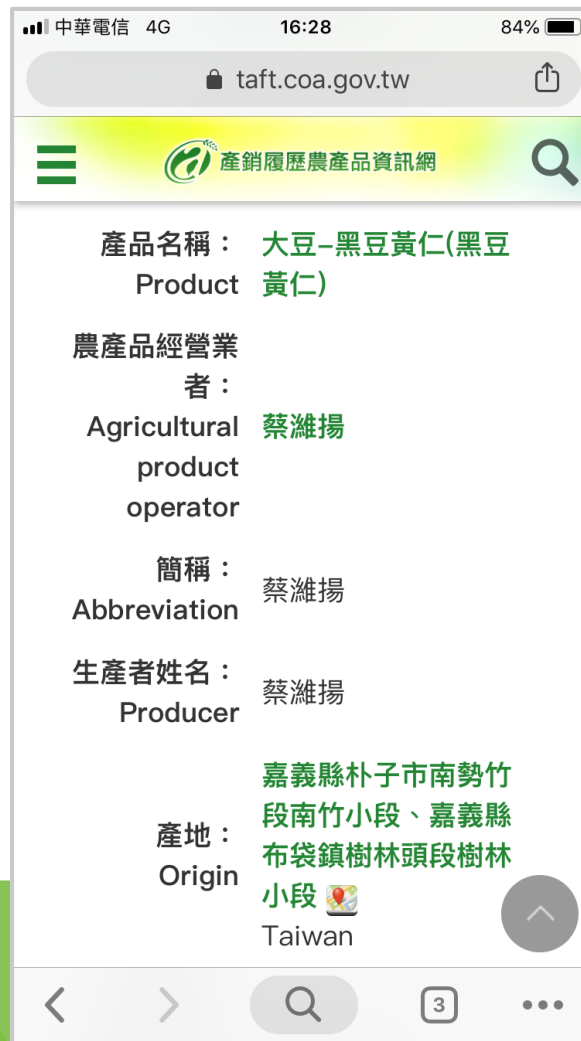 中華電信 4G 16:28 84%
taft.coa.gov.tw
產銷履歷農產品資訊網
產品名稱：
Product
大豆–黑豆黃仁(黑豆
黃仁)
農產品經營業
者：
Agricultural
product
operator
蔡濰揚
簡稱：
Abbreviation
蔡濰揚
生產者姓名：
Producer
蔡濰揚
產地：
Origin
嘉義縣朴子市南勢竹
段南竹小段、嘉義縣
布袋鎮樹林頭段樹林
小段
Taiwan
3